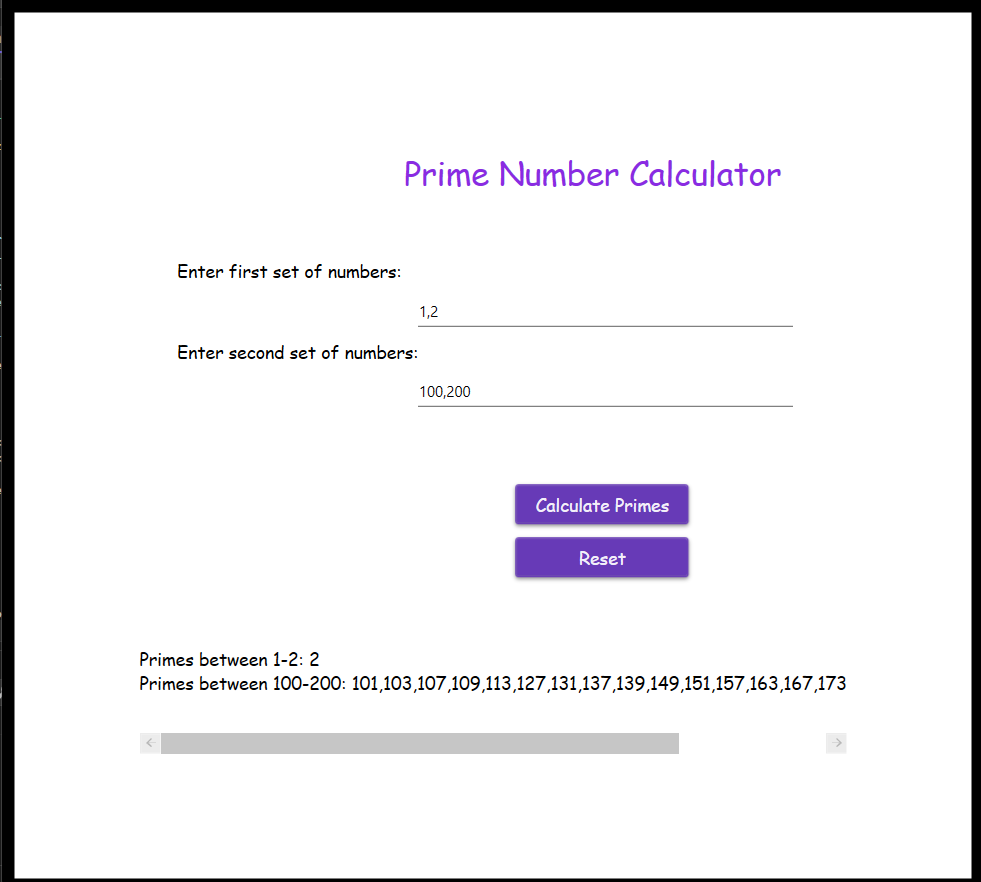 Prime Number Calculator
Enter first set of numbers:
1,2
Enter second set of numbers:
100,200
Calculate Primes
Reset
Primes between 1-2: 2
Primes between 100-200: 101,103,107,109,113,127,131,137,139,149,151,157,163,167,173